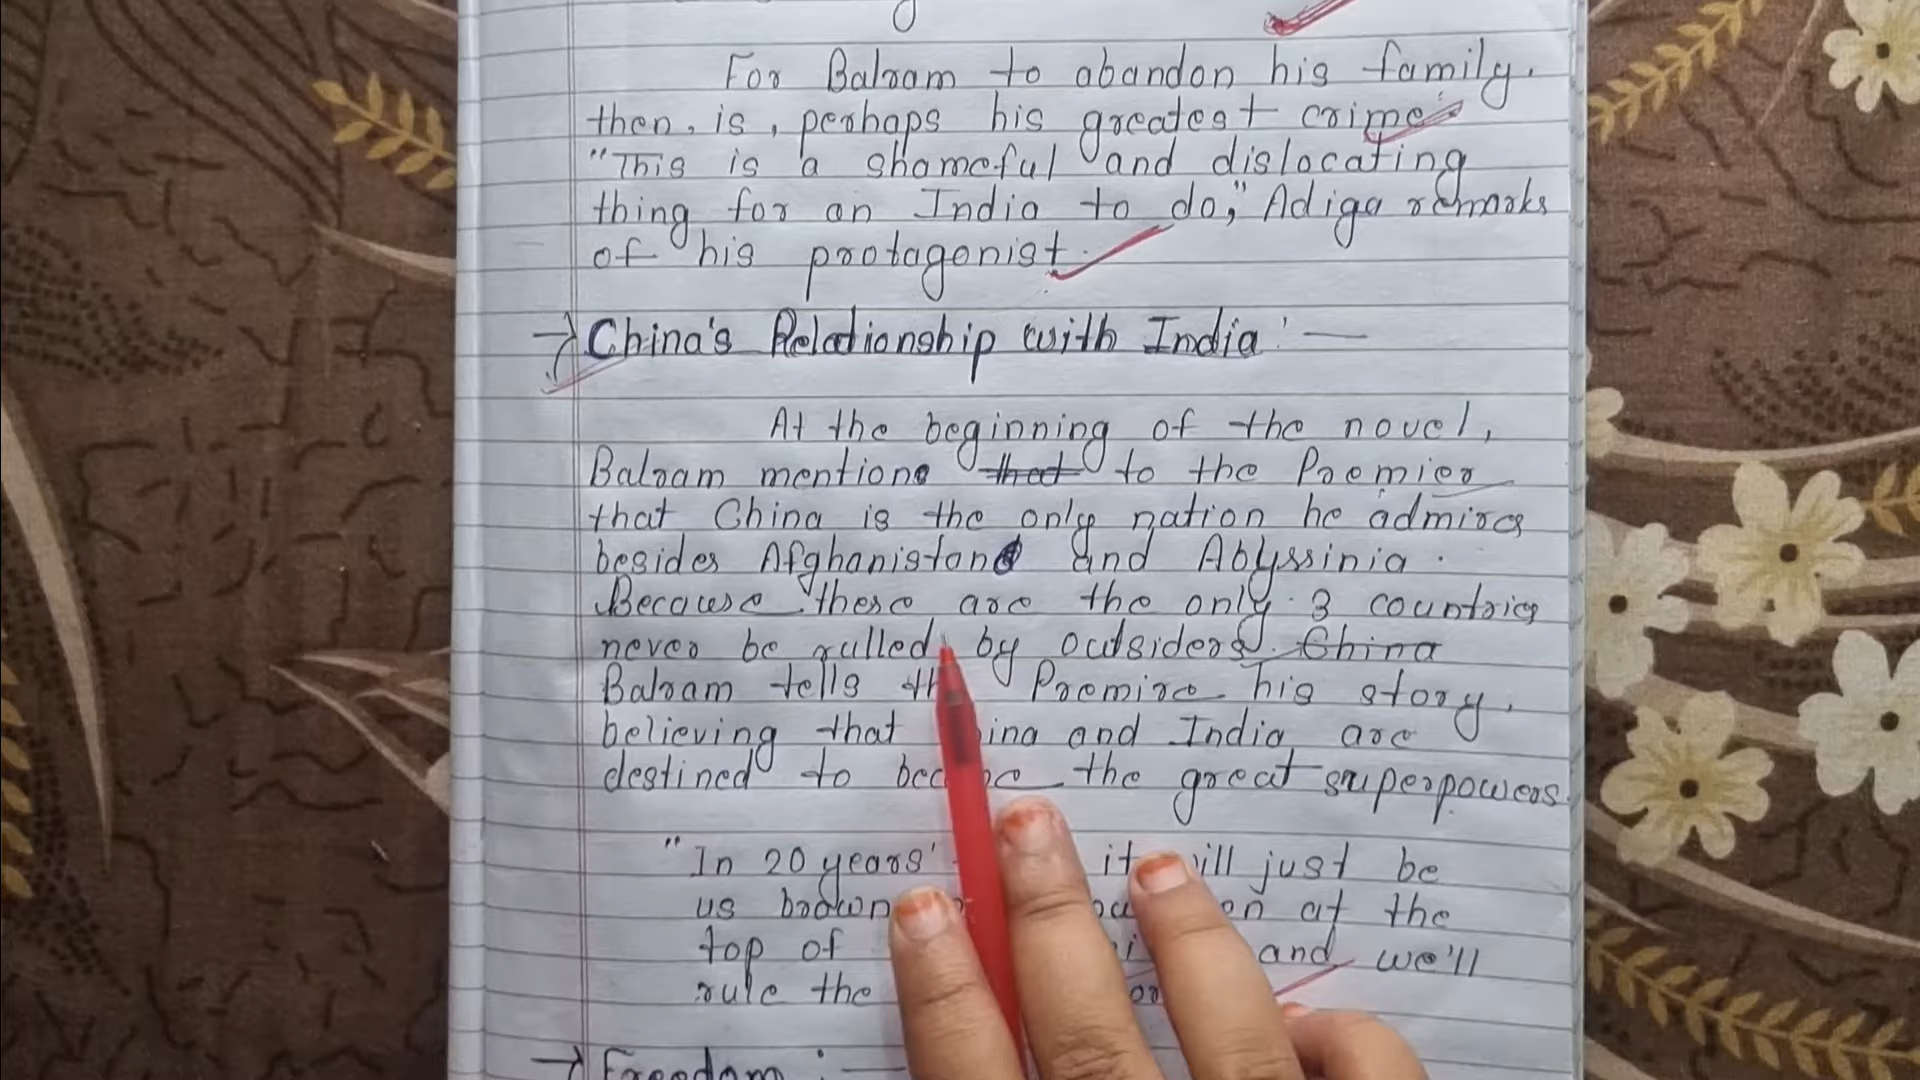 For Balram to abandon his family,
then, is, perhaps his greatest crime.
"This is a shameful and dislocating
thing for an India to do," Adiga remarks
of his protagonist.
→ China's Relationship with India :—
At the beginning of the novel,
Balram mentions that to the Premier
that China is the only nation he admires
besides Afghanistan and Abyssinia.
Because these are the only 3 countries
never be rulled by outsiders. China
Balram tells Premire his story,
believing that and India are
destined to the great superpowers.
"In 20 years' it just be
us at the
top of and we'll
rule the
→ Freedom :—